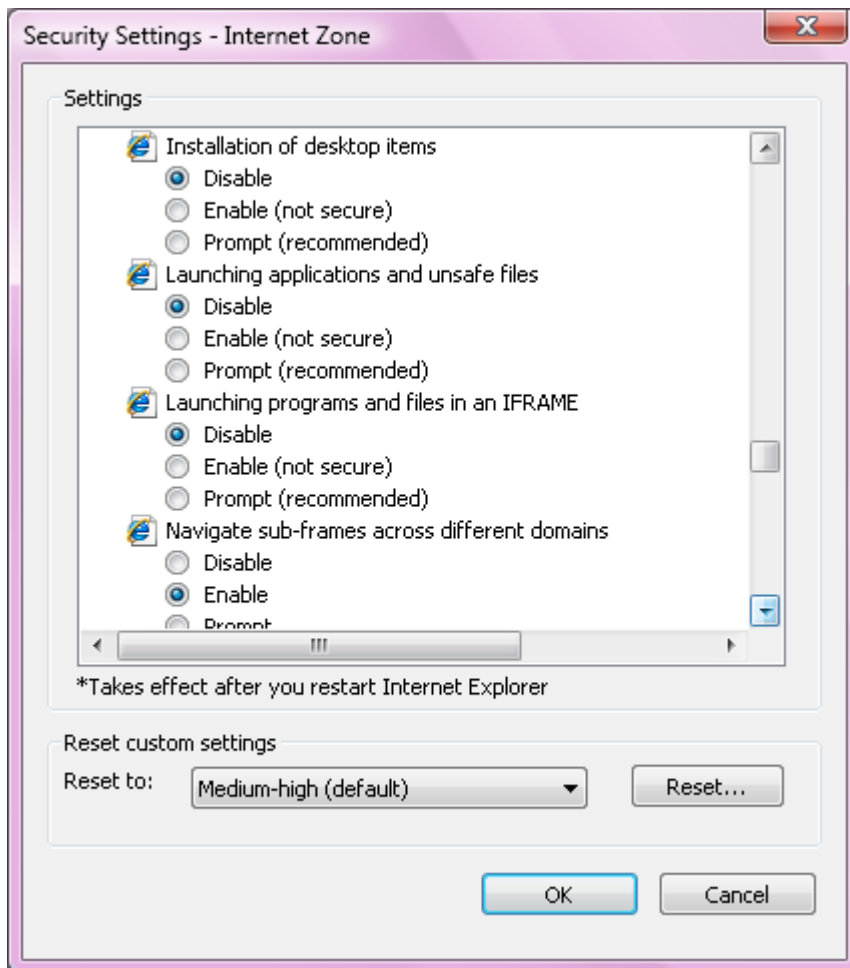 Security Settings - Internet Zone
Settings
Installation of desktop items
Disable
Enable (not secure)
Prompt (recommended)
Launching applications and unsafe files
Disable
Enable (not secure)
Prompt (recommended)
Launching programs and files in an IFRAME
Disable
Enable (not secure)
Prompt (recommended)
Navigate sub-frames across different domains
Disable
Enable
Prompt
*Takes effect after you restart Internet Explorer
Reset custom settings
Reset to: Medium-high (default) Reset...
OK Cancel